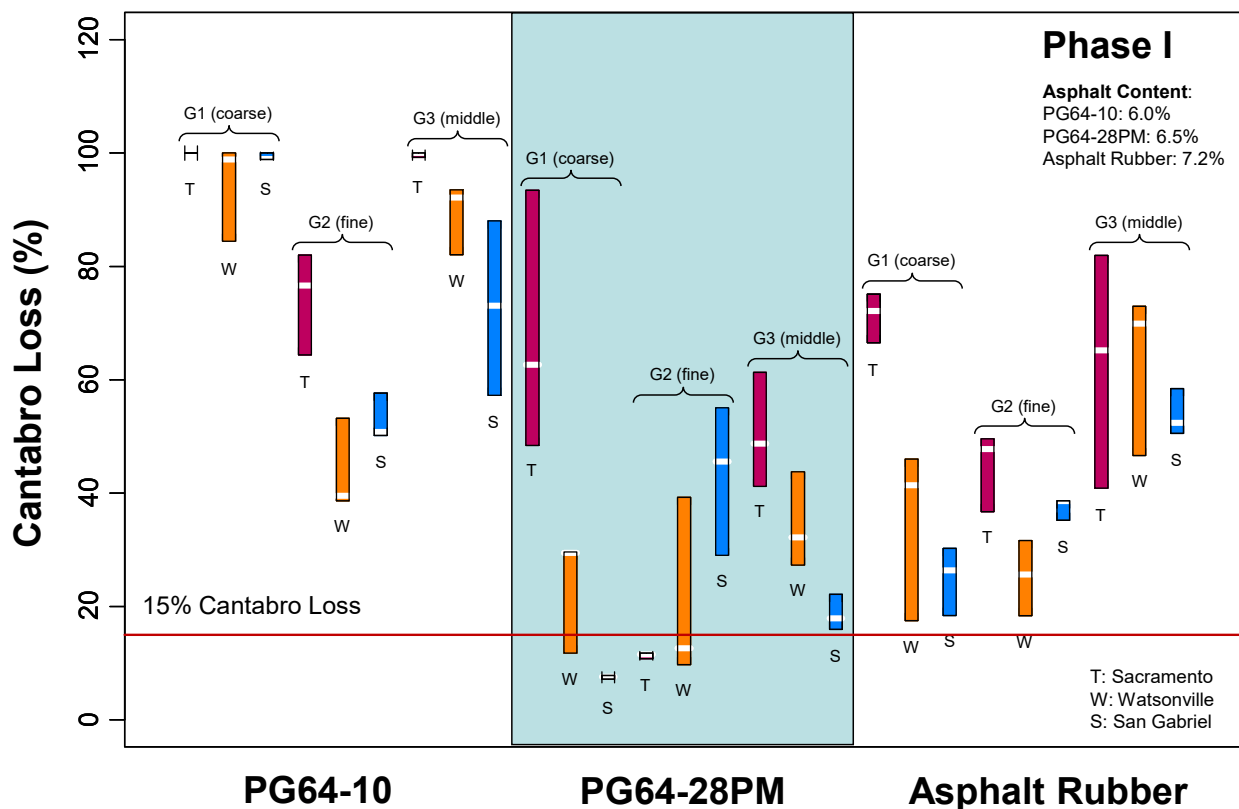 Phase I
Asphalt Content:
PG64-10: 6.0%
PG64-28PM: 6.5%
Asphalt Rubber: 7.2%
Cantabro Loss (%)
120
100
80
60
40
20
0
G1 (coarse)
T
W
S
G2 (fine)
T
W
S
G3 (middle)
T
W
S
G1 (coarse)
T
W
S
G2 (fine)
T
W
S
G3 (middle)
T
W
S
G1 (coarse)
T
W
S
G2 (fine)
T
W
S
G3 (middle)
T
W
S
15% Cantabro Loss
T: Sacramento
W: Watsonville
S: San Gabriel
PG64-10
PG64-28PM
Asphalt Rubber